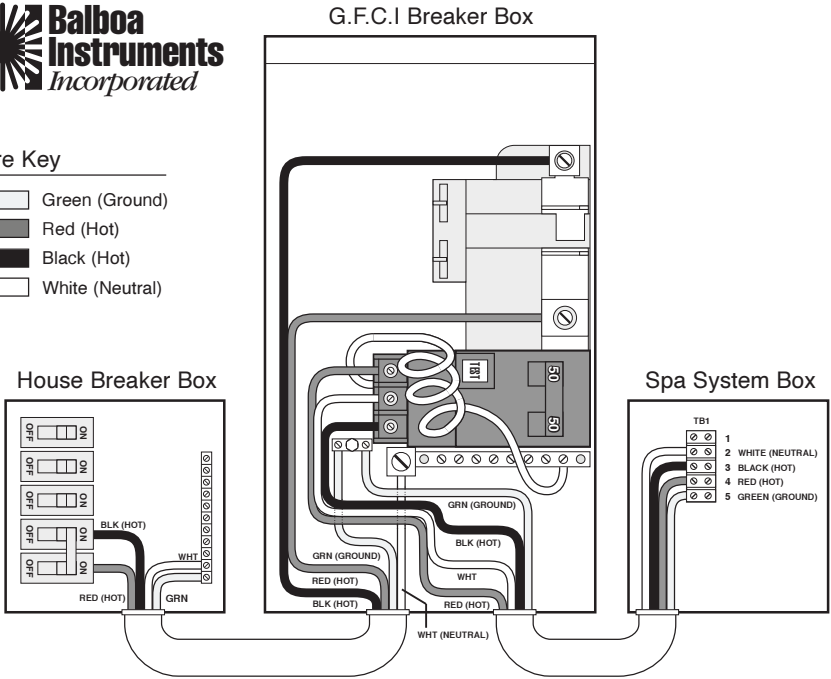 Balboa
Instruments
Incorporated
G.F.C.I Breaker Box
re Key
Green (Ground)
Red (Hot)
Black (Hot)
White (Neutral)
House Breaker Box
OFF ON
OFF ON
OFF ON
OFF ON
OFF ON
BLK (HOT)
WHT
RED (HOT)
GRN
TBT
50
50
GRN (GROUND)
BLK (HOT)
GRN (GROUND)
WHT
RED (HOT)
RED (HOT)
BLK (HOT)
WHT (NEUTRAL)
Spa System Box
TB1
1
2 WHITE (NEUTRAL)
3 BLACK (HOT)
4 RED (HOT)
5 GREEN (GROUND)